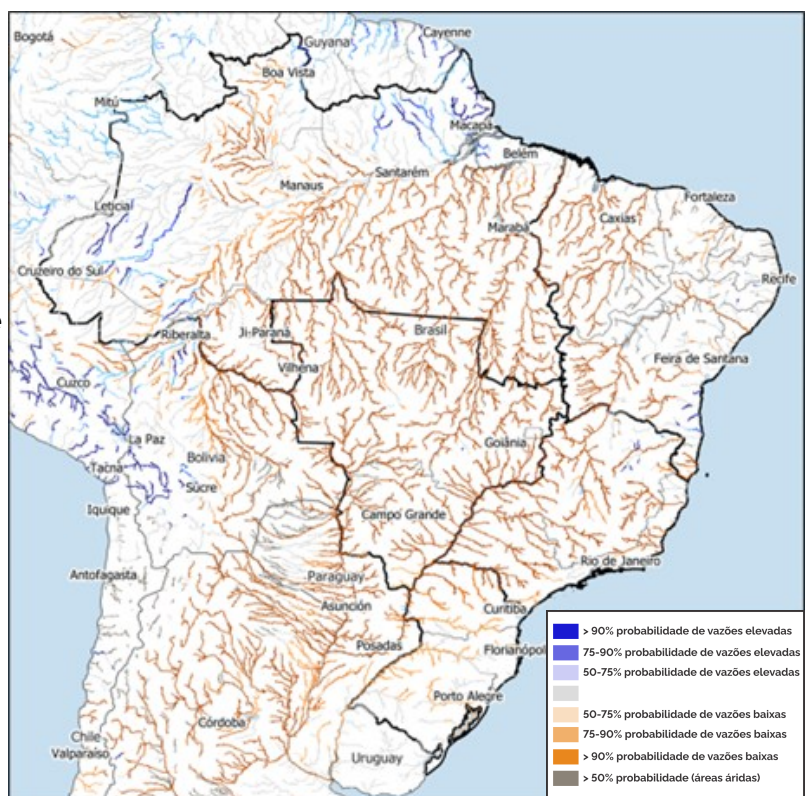 Bogotá
Guyana
Cayenne
Boa Vista
Mitú
Macapá
Belém
Santarém
Manaus
Fortaleza
Leticial
Marabá
Caxias
Cruzeiro do Sul
Recife
Riberalta
Ji-Paraná
Brasil
Vilhena
Feira de Santana
Cuzco
La Paz
Goiânia
Bolivia
Tacna
Sucre
Iquique
Campo Grande
Rio de Janeiro
Antofagasta
Paraguay
Asunción
Curitiba
Posadas
Florianópol
Porto Alegre
Córdoba
Chile
Valparaíso
Uruguay
> 90% probabilidade de vazões elevadas
75-90% probabilidade de vazões elevadas
50-75% probabilidade de vazões elevadas
50-75% probabilidade de vazões baixas
75-90% probabilidade de vazões baixas
> 90% probabilidade de vazões baixas
> 50% probabilidade (áreas áridas)